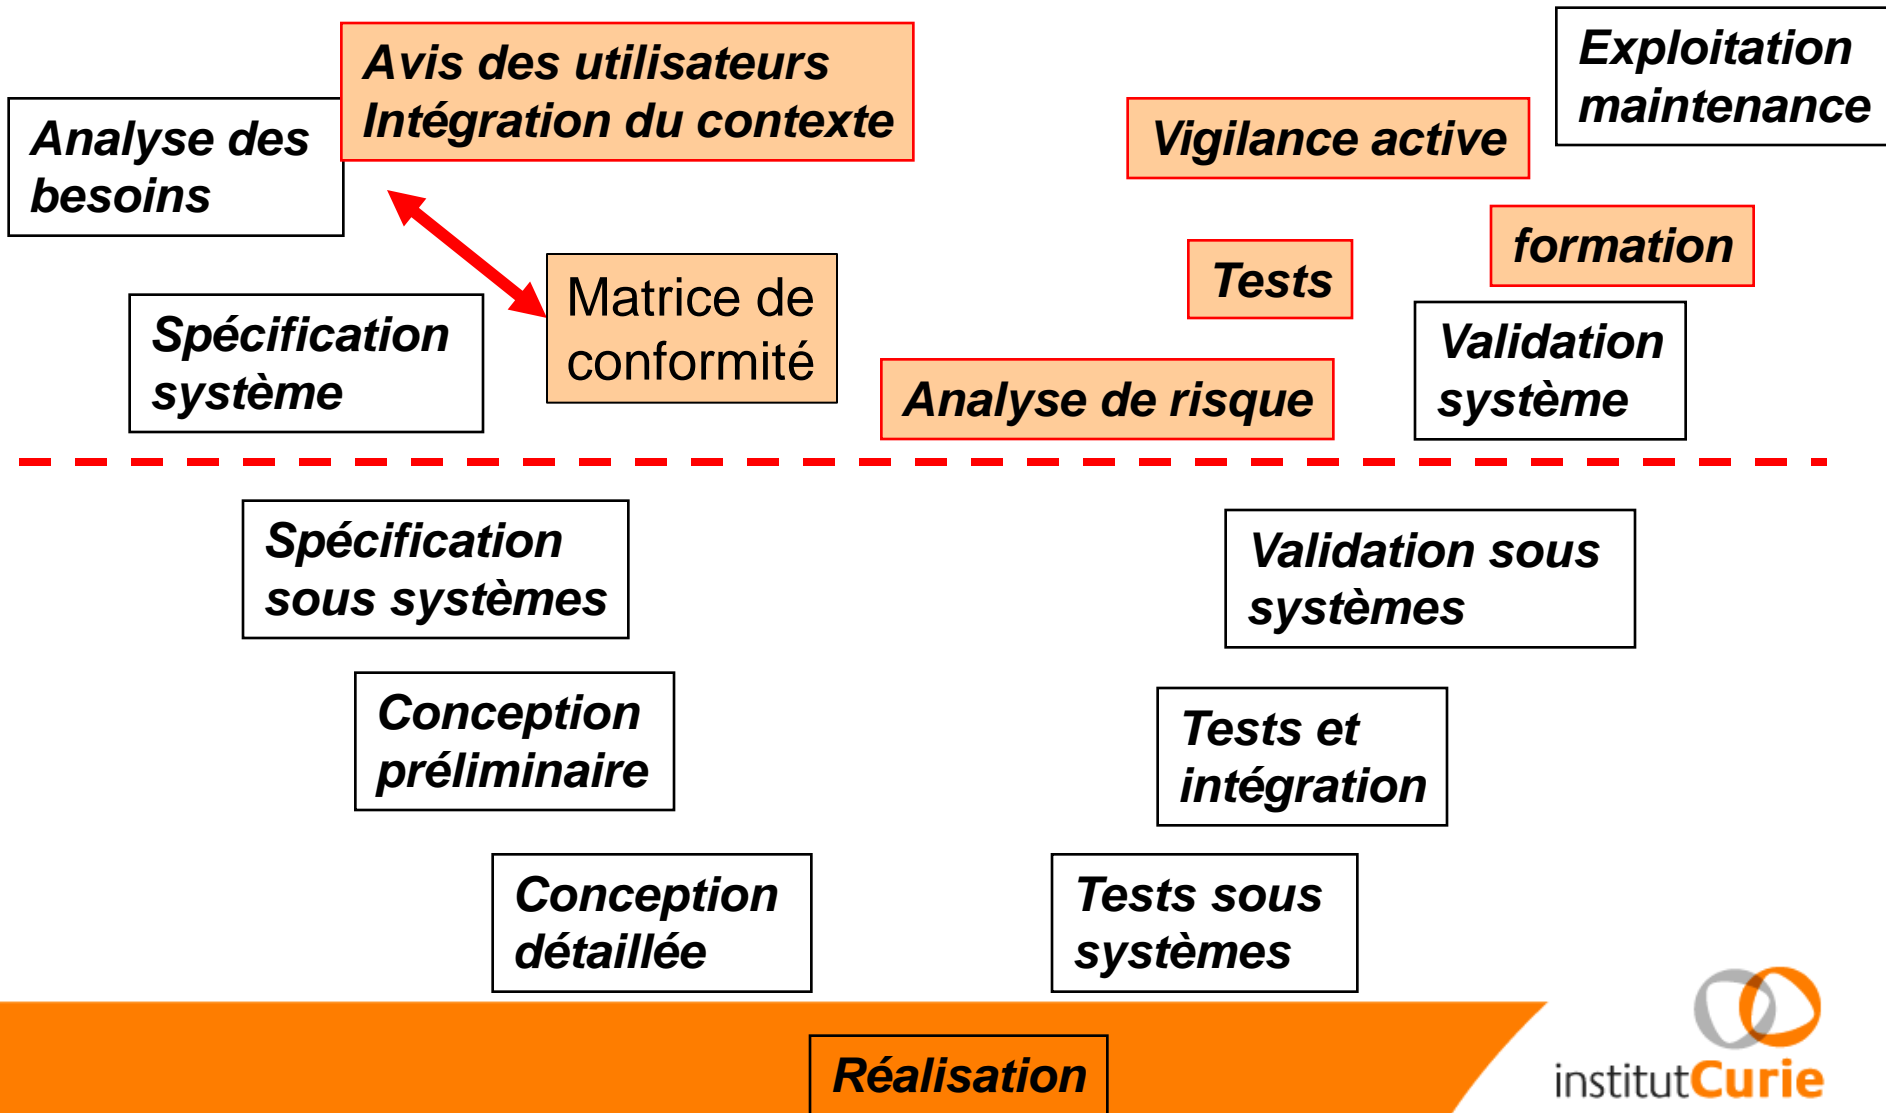 Avis des utilisateurs
Intégration du contexte
Exploitation
maintenance
Analyse des
besoins
Vigilance active
formation
Tests
Matrice de
conformité
Spécification
système
Validation
système
Analyse de risque
Spécification
sous systèmes
Validation sous
systèmes
Conception
préliminaire
Tests et
intégration
Conception
détaillée
Tests sous
systèmes
Réalisation
institutCurie